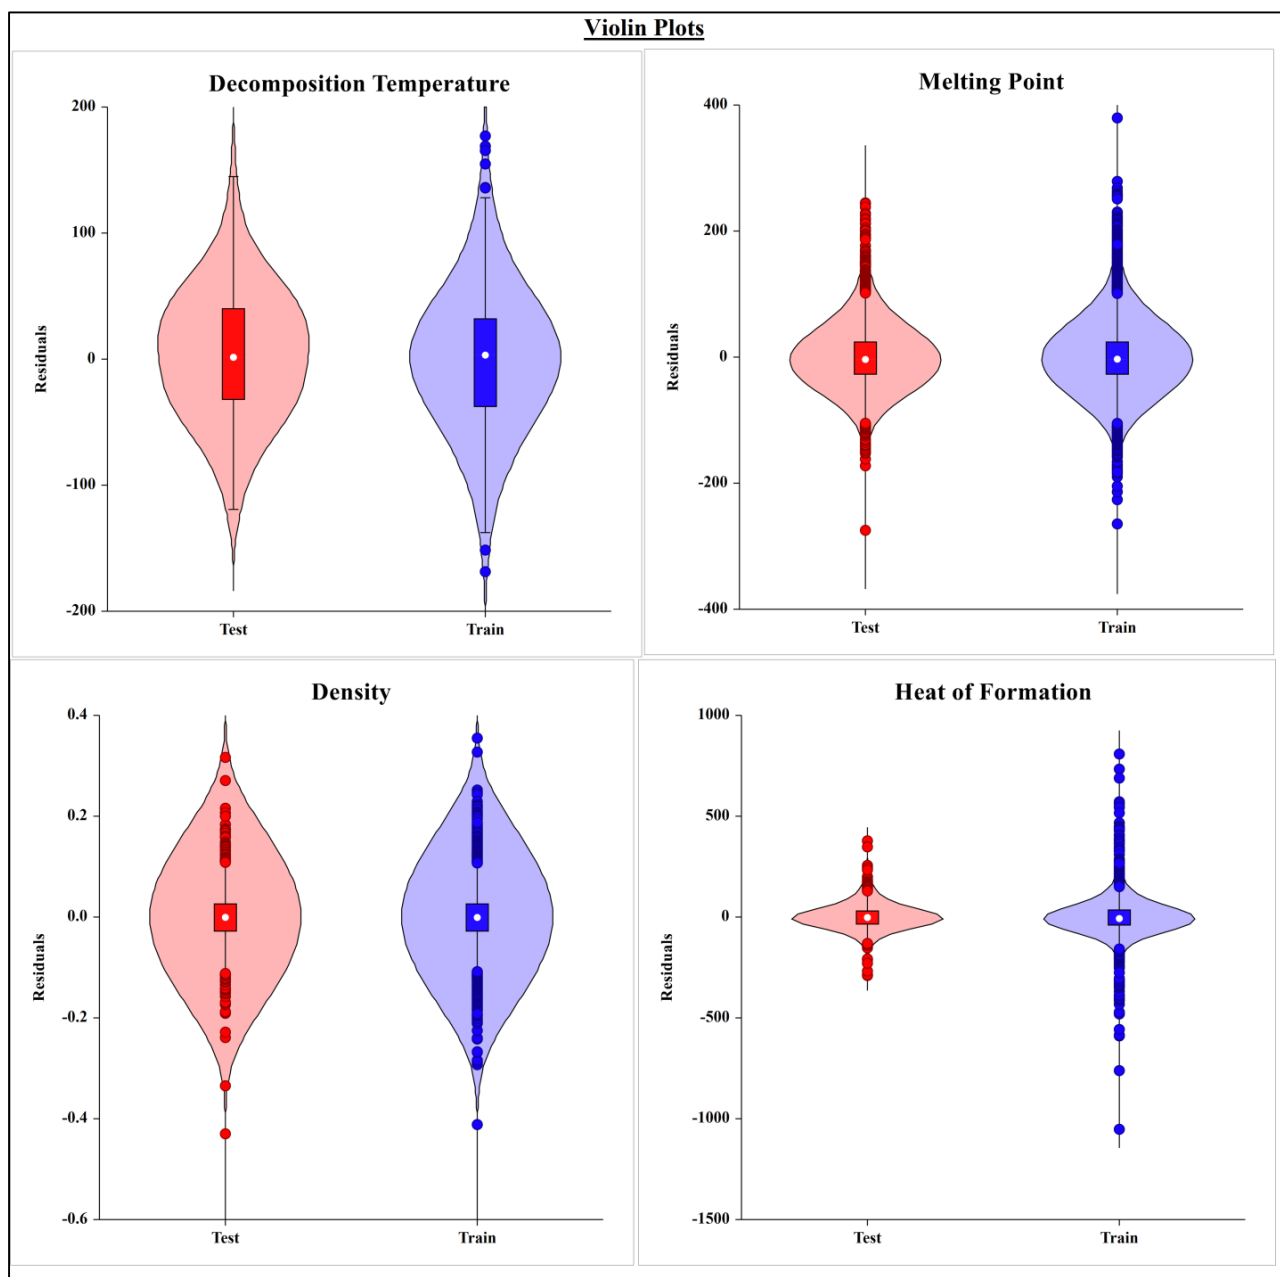 Violin Plots
Decomposition Temperature
200
100
0
-100
-200
Residuals
Test Train
Melting Point
400
200
0
-200
-400
Residuals
Test Train
Density
0.4
0.2
0.0
-0.2
-0.4
-0.6
Residuals
Test Train
Heat of Formation
1000
500
0
-500
-1000
-1500
Residuals
Test Train